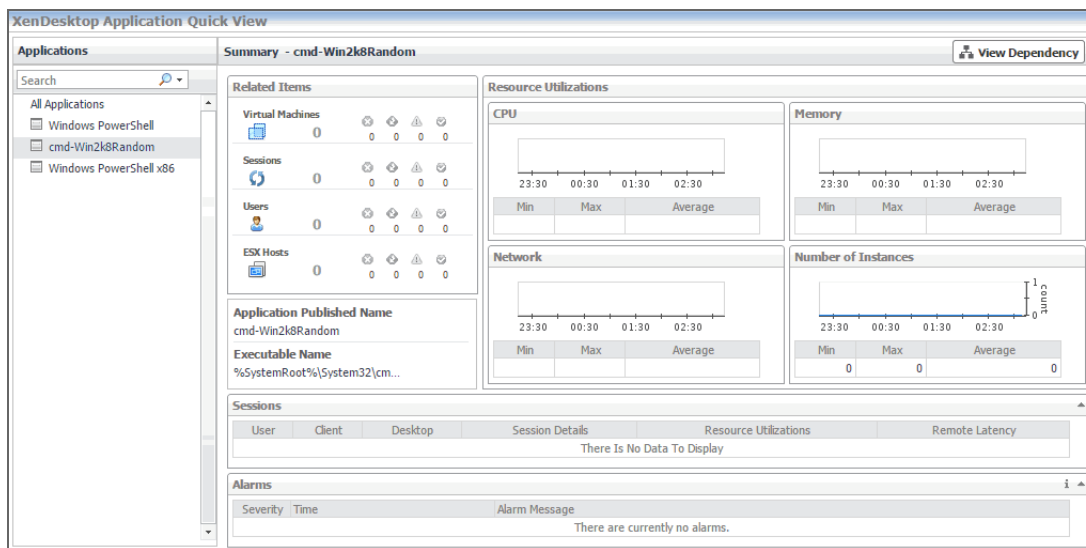 XenDesktop Application Quick View
Applications
Search
All Applications
Windows PowerShell
cmd-Win2k8Random
Windows PowerShell x86
Summary - cmd-Win2k8Random
View Dependency
Related Items
Virtual Machines
0 0 0 0 0
Sessions
0 0 0 0 0
Users
0 0 0 0 0
ESX Hosts
0 0 0 0 0
Application Published Name
cmd-Win2k8Random
Executable Name
%SystemRoot%\System32\cm...
Resource Utilizations
CPU
23:30 00:30 01:30 02:30
Min Max Average
Memory
23:30 00:30 01:30 02:30
Min Max Average
Network
23:30 00:30 01:30 02:30
Min Max Average
Number of Instances
1
0
count
23:30 00:30 01:30 02:30
Min Max Average
0 0 0
Sessions
User Client Desktop Session Details Resource Utilizations Remote Latency
There Is No Data To Display
Alarms
i
Severity Time Alarm Message
There are currently no alarms.